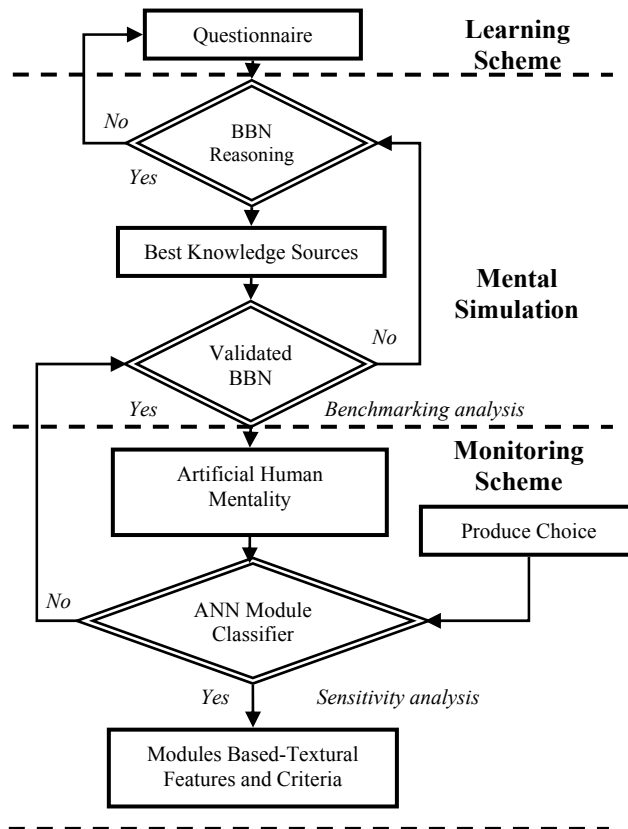 Questionnaire
Learning
Scheme
No
BBN
Reasoning
Yes
Best Knowledge Sources
Mental
Simulation
No
Validated
BBN
Yes
Benchmarking analysis
Monitoring
Scheme
Artificial Human
Mentality
Produce Choice
No
ANN Module
Classifier
Yes
Sensitivity analysis
Modules Based-Textural
Features and Criteria